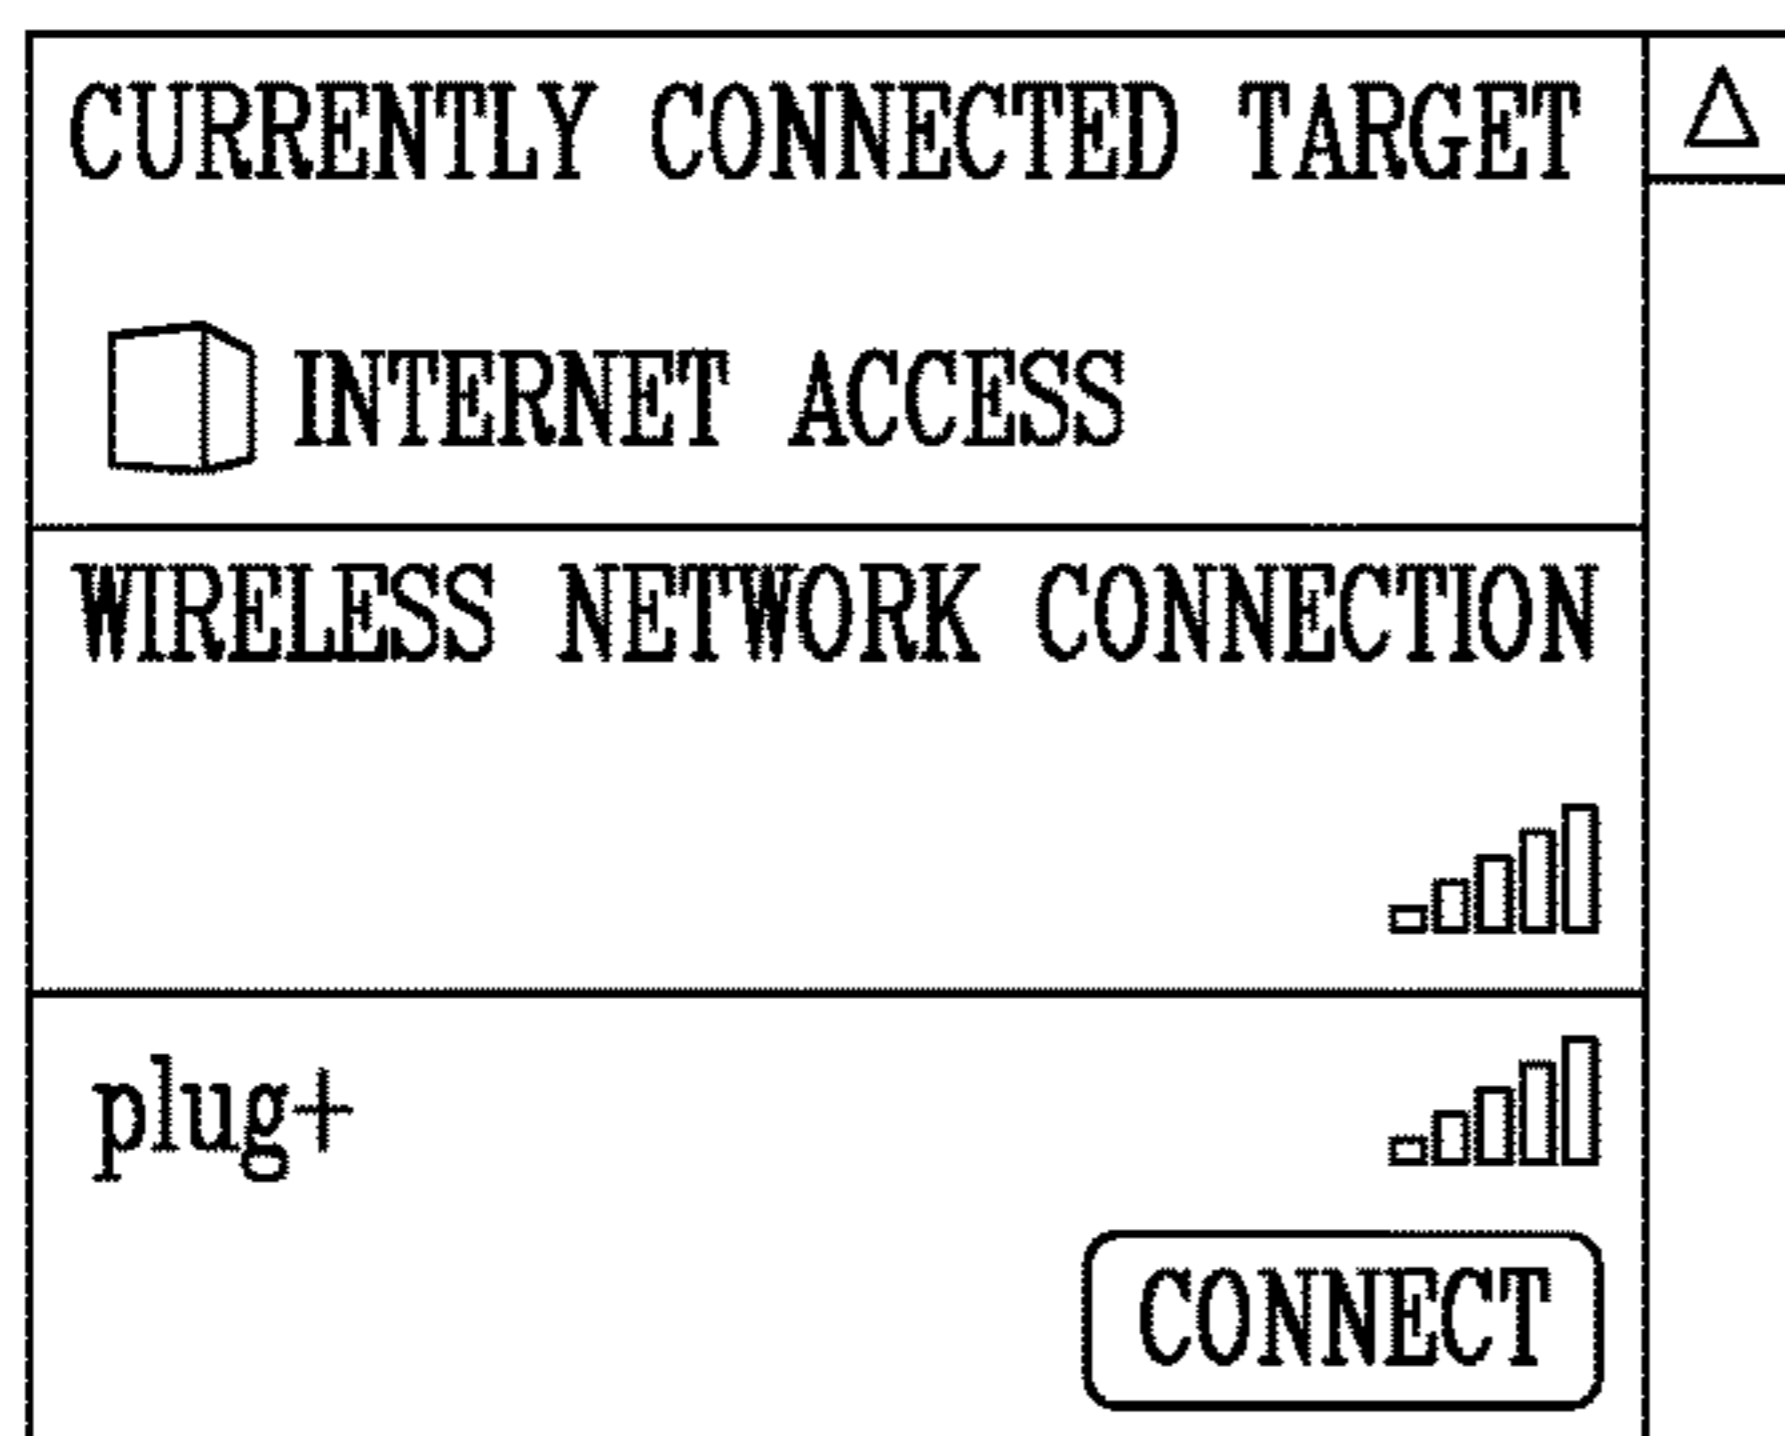 CURRENTLY CONNECTED TARGET
INTERNET ACCESS
WIRELESS NETWORK CONNECTION
plug+
CONNECT